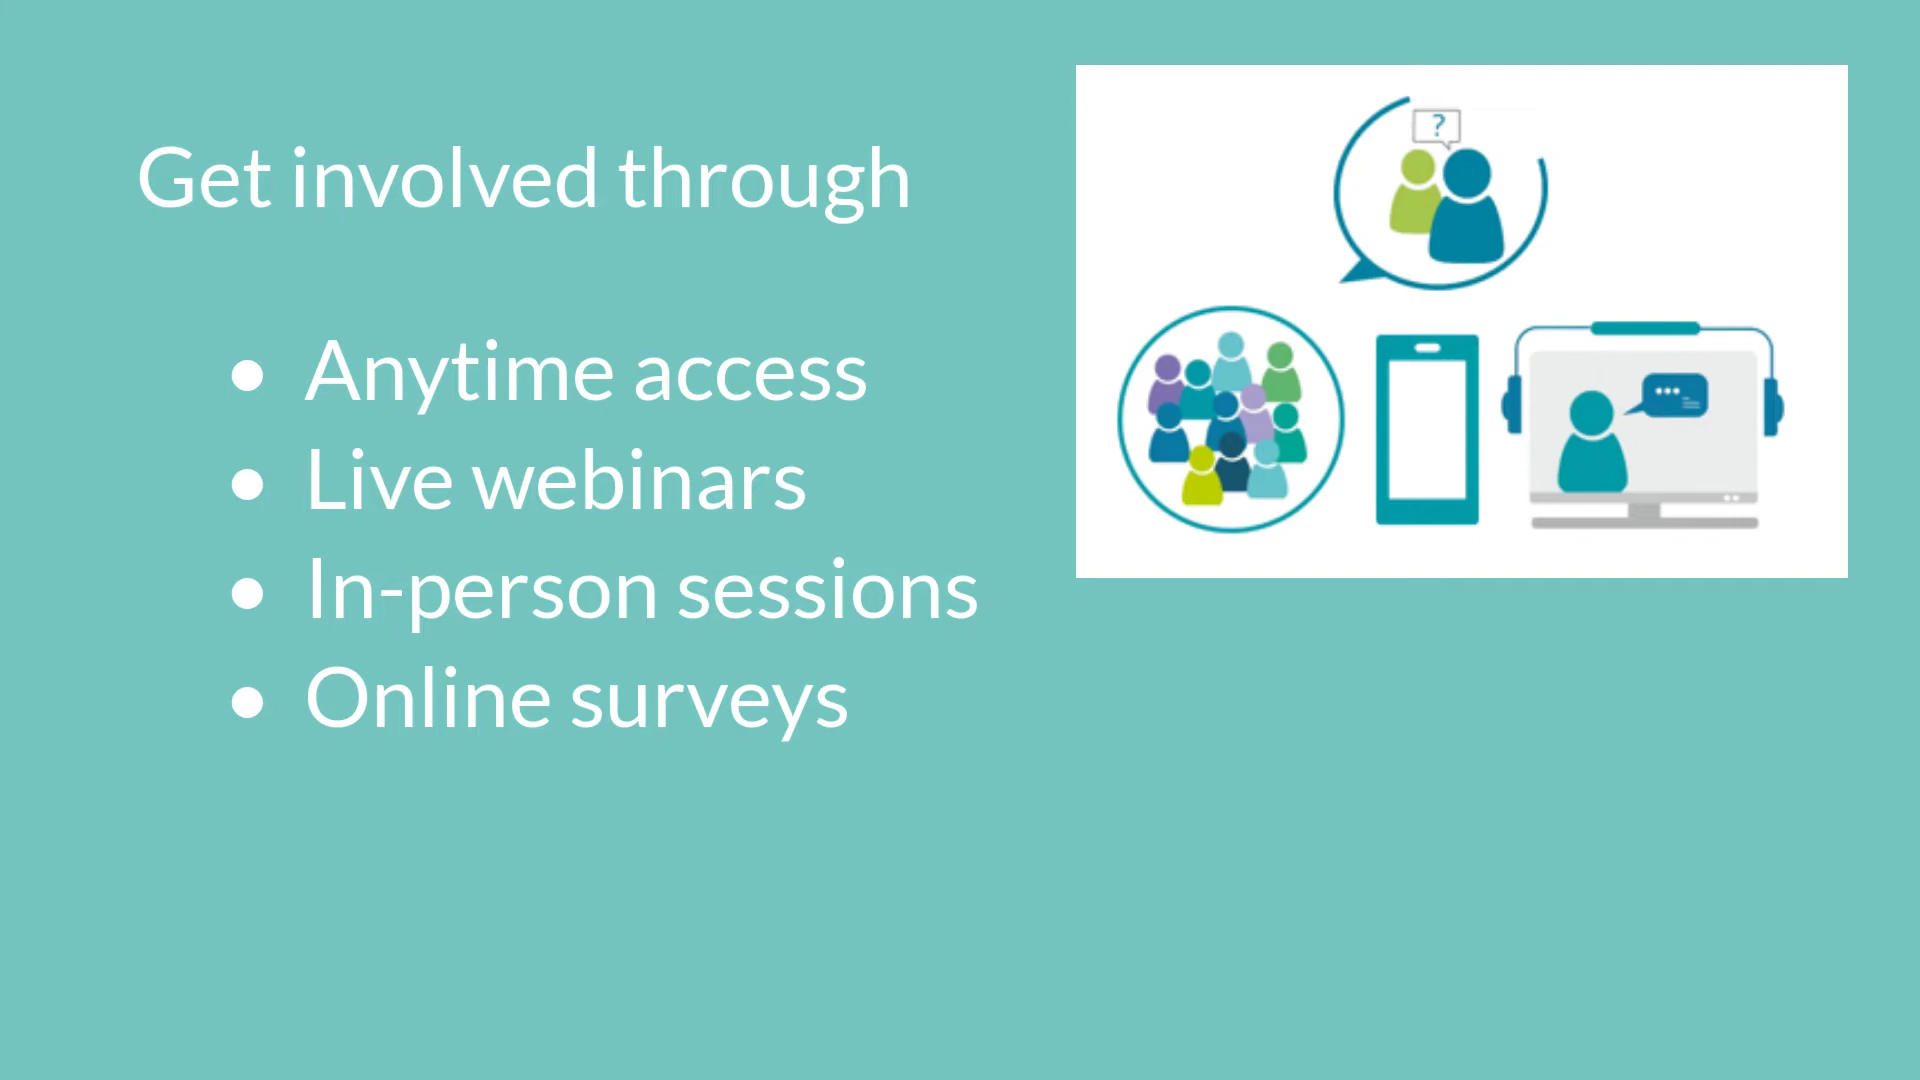 Get involved through
● Anytime access
● Live webinars
● In-person sessions
● Online surveys
?